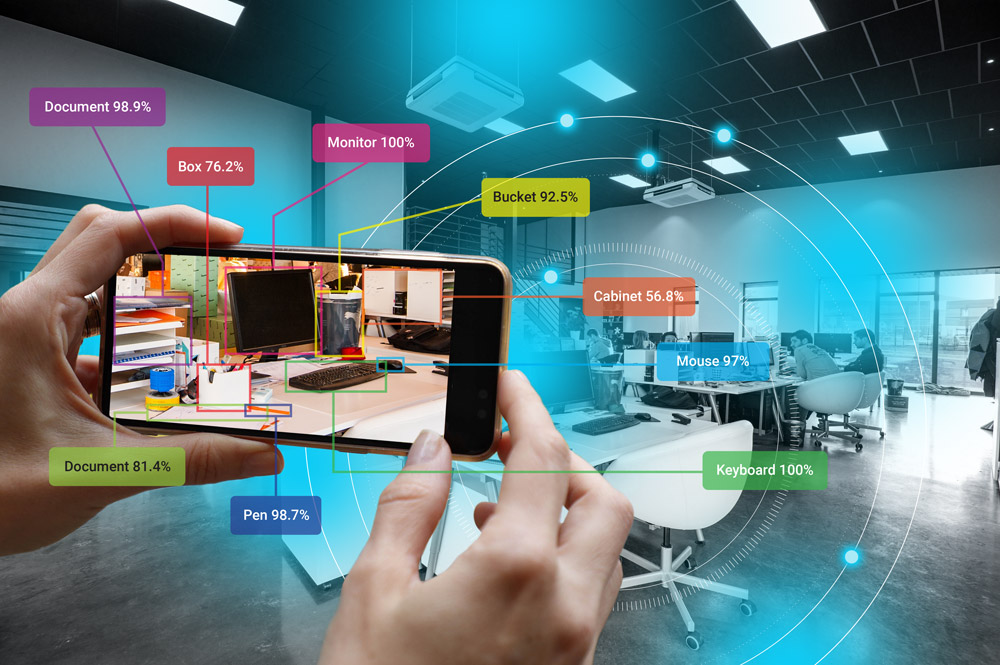 Document 98.9%
Monitor 100%
Box 76.2%
Bucket 92.5%
Cabinet 56.8%
Mouse 97%
Document 81.4%
Keyboard 100%
Pen 98.7%